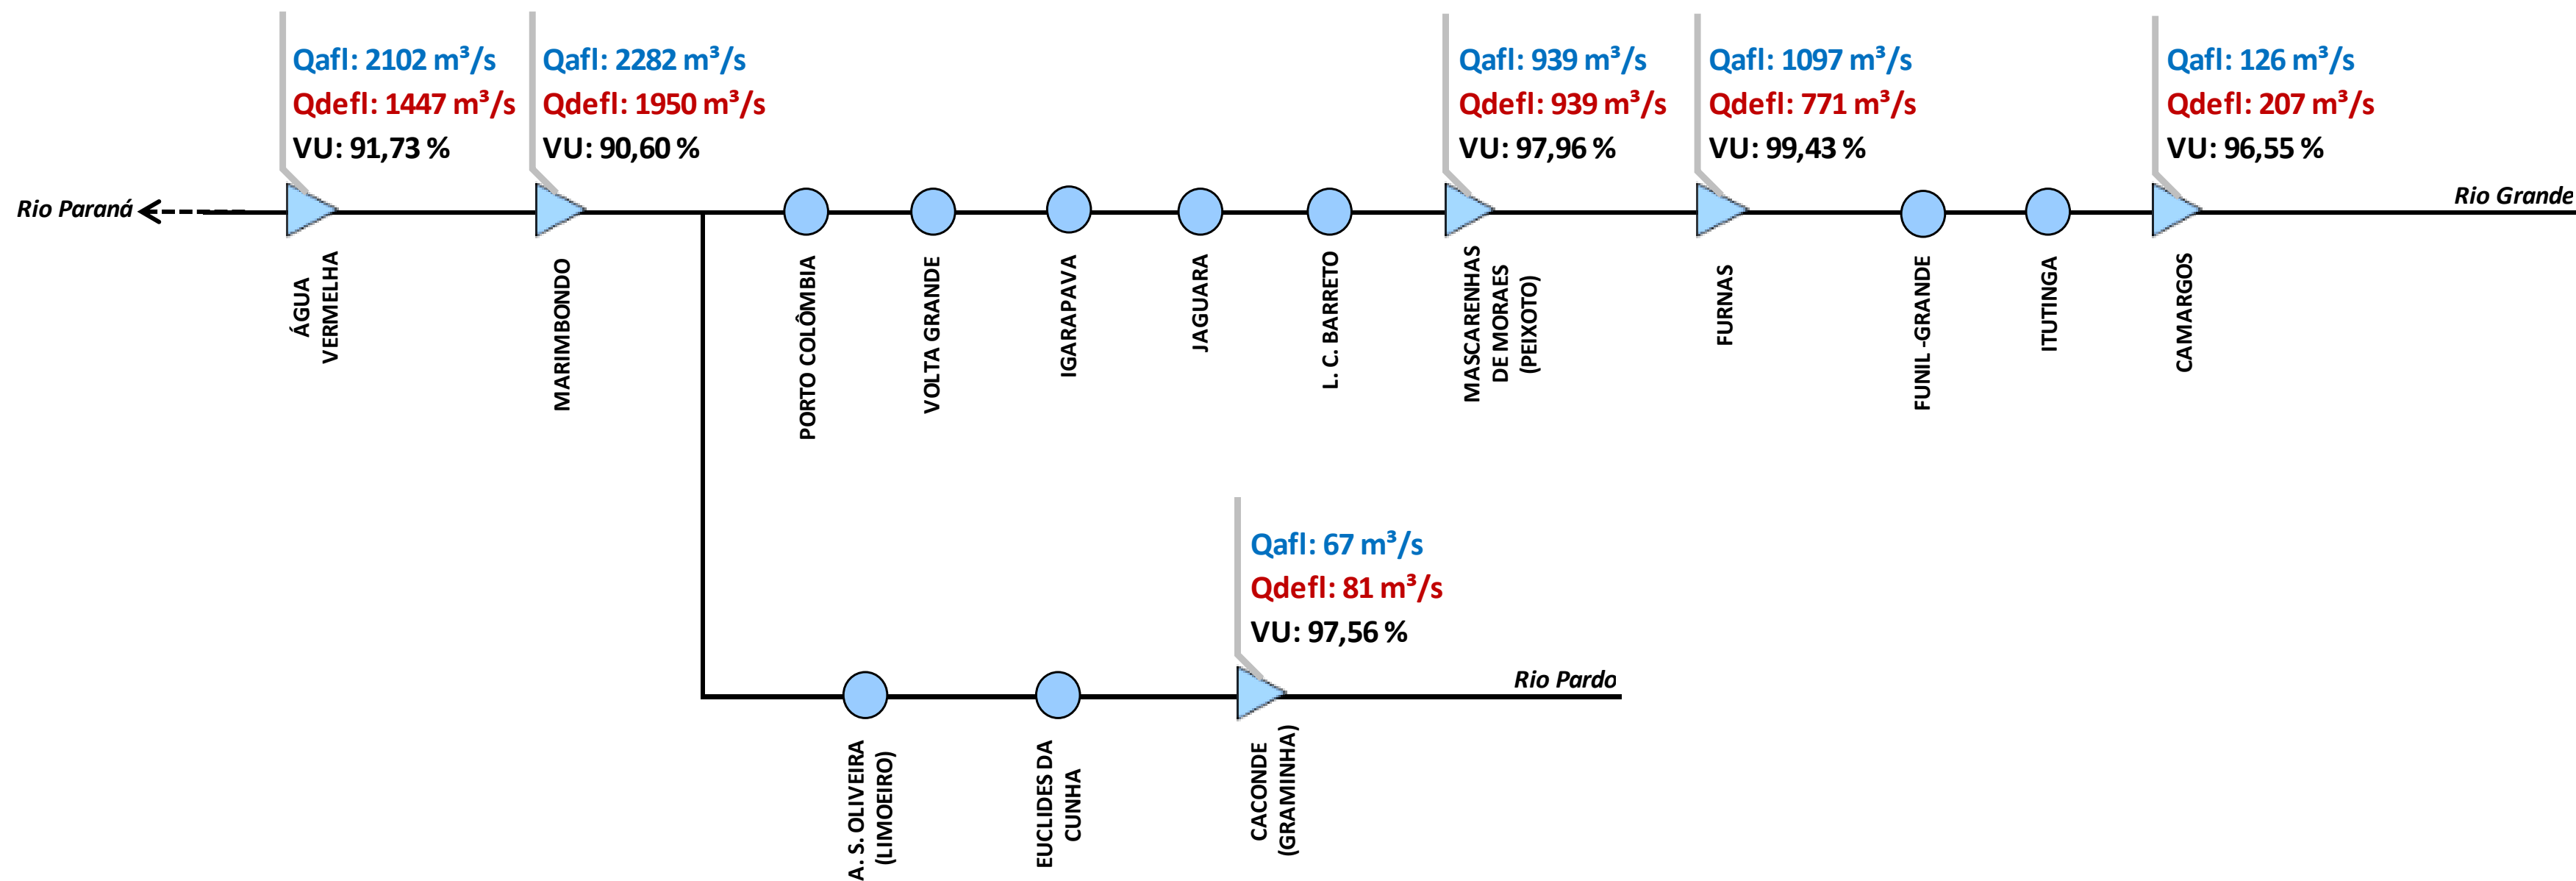 Qafl: 2102 m³/s
Qdefl: 1447 m³/s
VU: 91,73 %
Qafl: 2282 m³/s
Qdefl: 1950 m³/s
VU: 90,60 %
Qafl: 939 m³/s
Qdefl: 939 m³/s
VU: 97,96 %
Qafl: 1097 m³/s
Qdefl: 771 m³/s
VU: 99,43 %
Qafl: 126 m³/s
Qdefl: 207 m³/s
VU: 96,55 %
Rio Paraná
Rio Grande
ÁGUA
VERMELHA
MARIMBONDO
PORTO COLÔMBIA
VOLTA GRANDE
IGARAPAVA
JAGUARA
L. C. BARRETO
MASCARENHAS
DE MORAES
(PEIXOTO)
FURNAS
FUNIL -GRANDE
ITUTINGA
CAMARGOS
Qafl: 67 m³/s
Qdefl: 81 m³/s
VU: 97,56 %
Rio Pardo
A. S. OLIVEIRA
(LIMOEIRO)
EUCLIDES DA
CUNHA
CACONDE
(GRAMINHA)